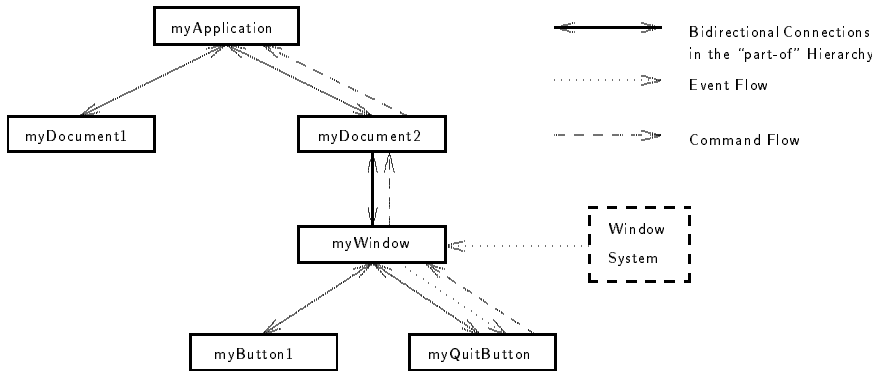 myApplication
Bidirectional Connections
in the "part-of" Hierarchy
Event Flow
myDocument1
myDocument2
Command Flow
myWindow
Window
System
myButton1
myQuitButton